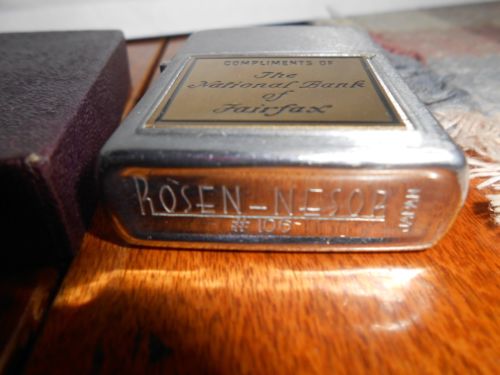 COMPLIMENTS OF
The
National Bank
of
Fairfax
ROSEN-NESOR
# 106
JAPAN